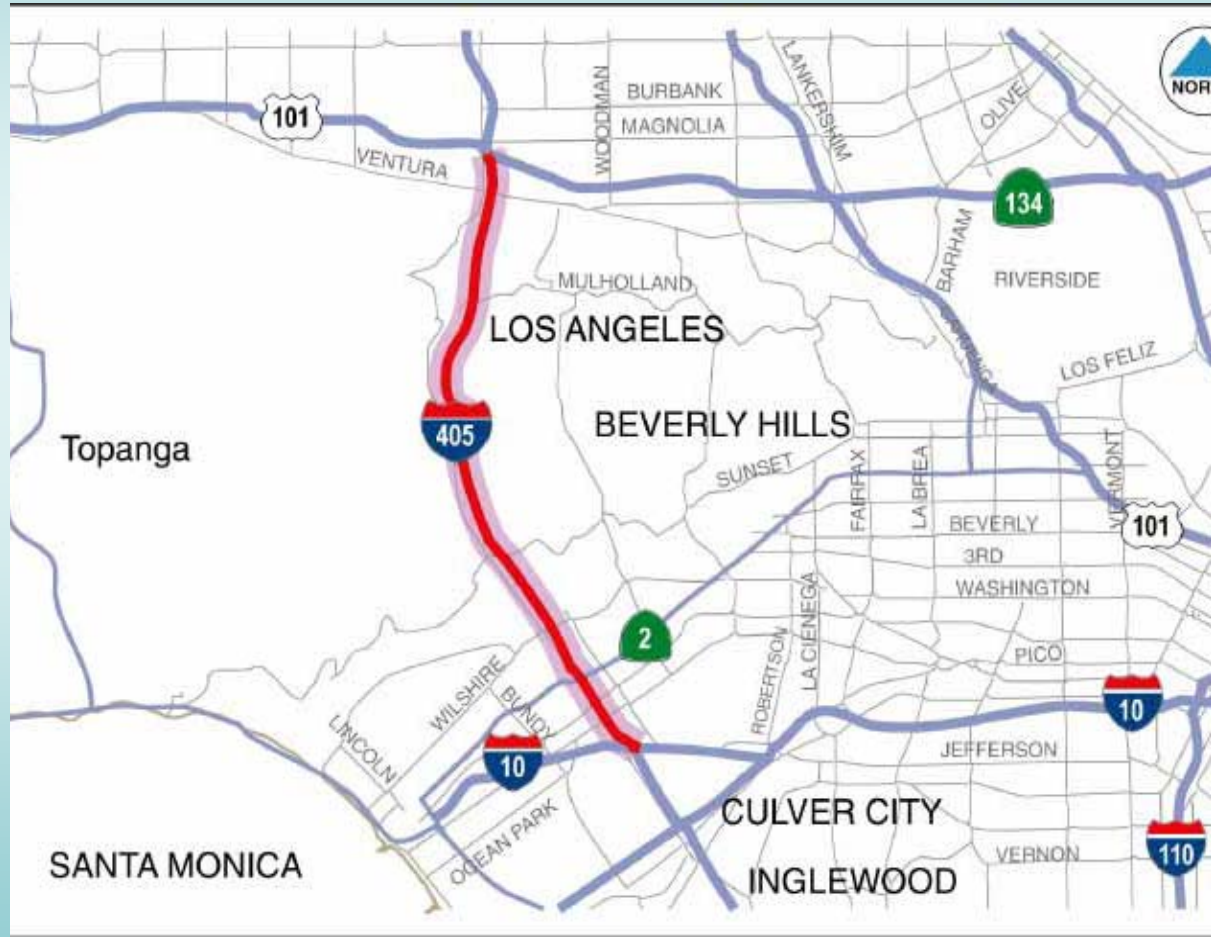 BURBANK
MAGNOLIA
WOODMAN
LANKERSHIM
OLIVE
NOR
101
VENTURA
134
BARHAM
RIVERSIDE
MULHOLLAND
LOS ANGELES
CAHUENGA
LOS FELIZ
405
BEVERLY HILLS
Topanga
SUNSET
FAIRFAX
LA BREA
VERMONT
BEVERLY
101
3RD
WASHINGTON
LA CIENEGA
2
ROBERTSON
PICO
WILSHIRE
BUNDY
LINCOLN
10
10
JEFFERSON
CULVER CITY
OCEAN PARK
SANTA MONICA
VERNON
110
INGLEWOOD